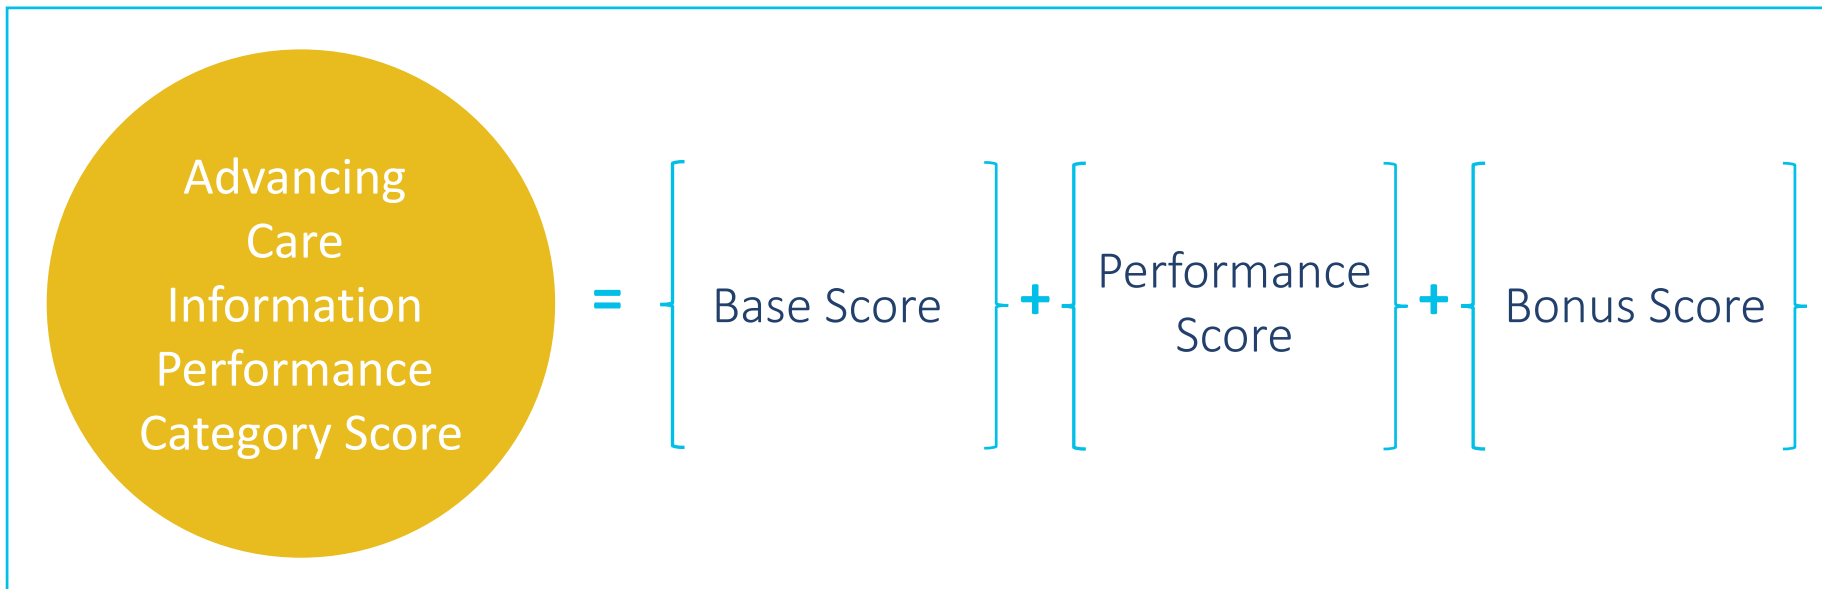 Advancing
Care
Information
Performance
Category Score
=
{ Base Score }
+
{ Performance
Score }
+
{ Bonus Score }